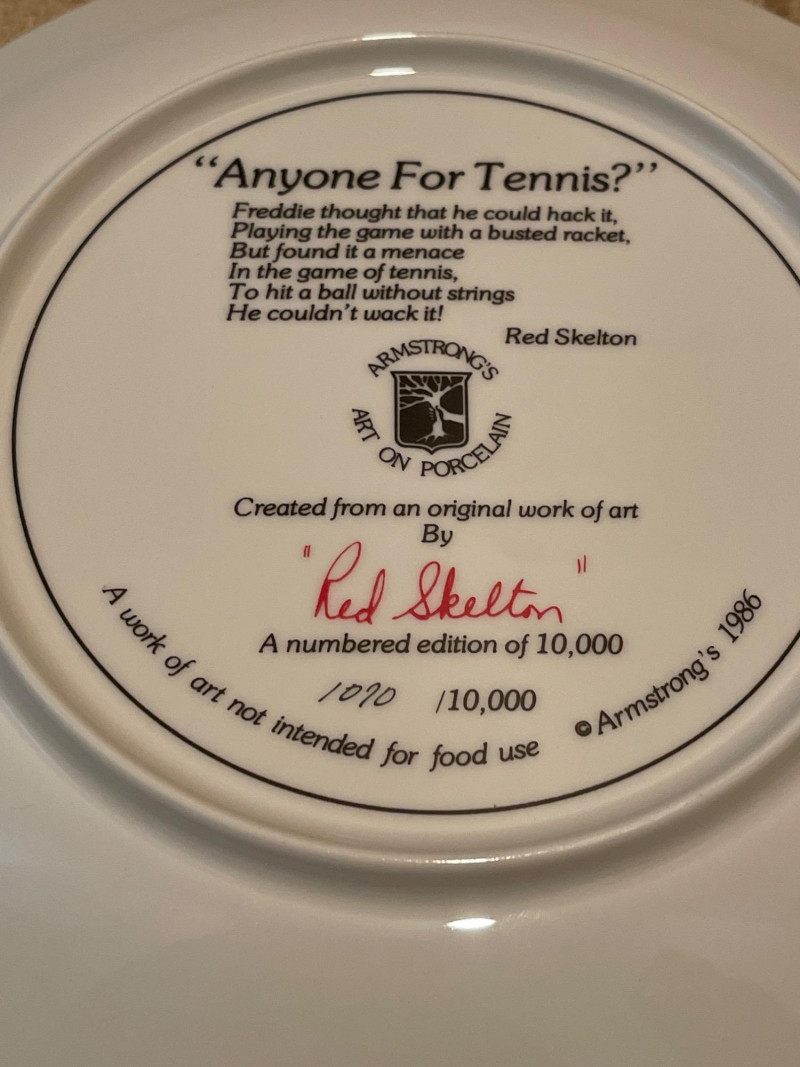 “Anyone For Tennis?”
Freddie thought that he could hack it,
Playing the game with a busted racket,
But found it a menace
In the game of tennis,
To hit a ball without strings
He couldn't wack it!
Red Skelton
ARMSTRONG'S
ART ON PORCELAIN
Created from an original work of art
By
"Red Skelton"
A numbered edition of 10,000
1070 /10,000
A work of art not intended for food use
© Armstrong's 1986